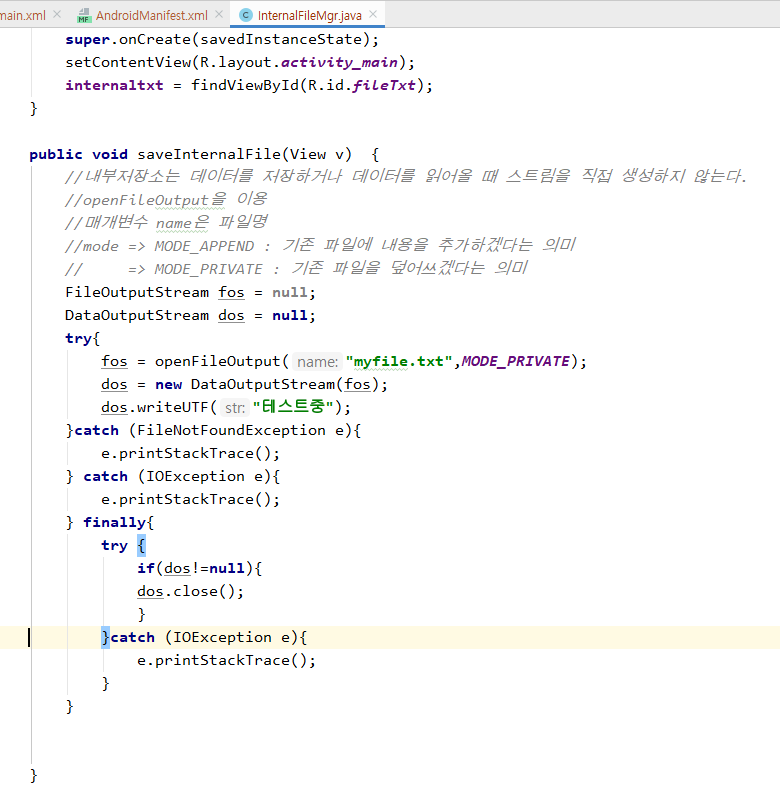 main.xml × AndroidManifest.xml × InternalFileMgr.java ×
super.onCreate(savedInstanceState);
setContentView(R.layout.activity_main);
internaltxt = findViewById(R.id.fileTxt);
}
public void saveInternalFile(View v)  {
//내부저장소는 데이터를 저장하거나 데이터를 읽어올 때 스트림을 직접 생성하지 않는다.
//openFileOutput을 이용
//매개변수 name은 파일명
//mode => MODE_APPEND : 기존 파일에 내용을 추가하겠다는 의미
//     => MODE_PRIVATE : 기존 파일을 덮어쓰겠다는 의미
FileOutputStream fos = null;
DataOutputStream dos = null;
try{
fos = openFileOutput( name: "myfile.txt",MODE_PRIVATE);
dos = new DataOutputStream(fos);
dos.writeUTF( str: "테스트중");
}catch (FileNotFoundException e){
e.printStackTrace();
} catch (IOException e){
e.printStackTrace();
} finally{
try {
if(dos!=null){
dos.close();
}
}catch (IOException e){
e.printStackTrace();
}
}
}